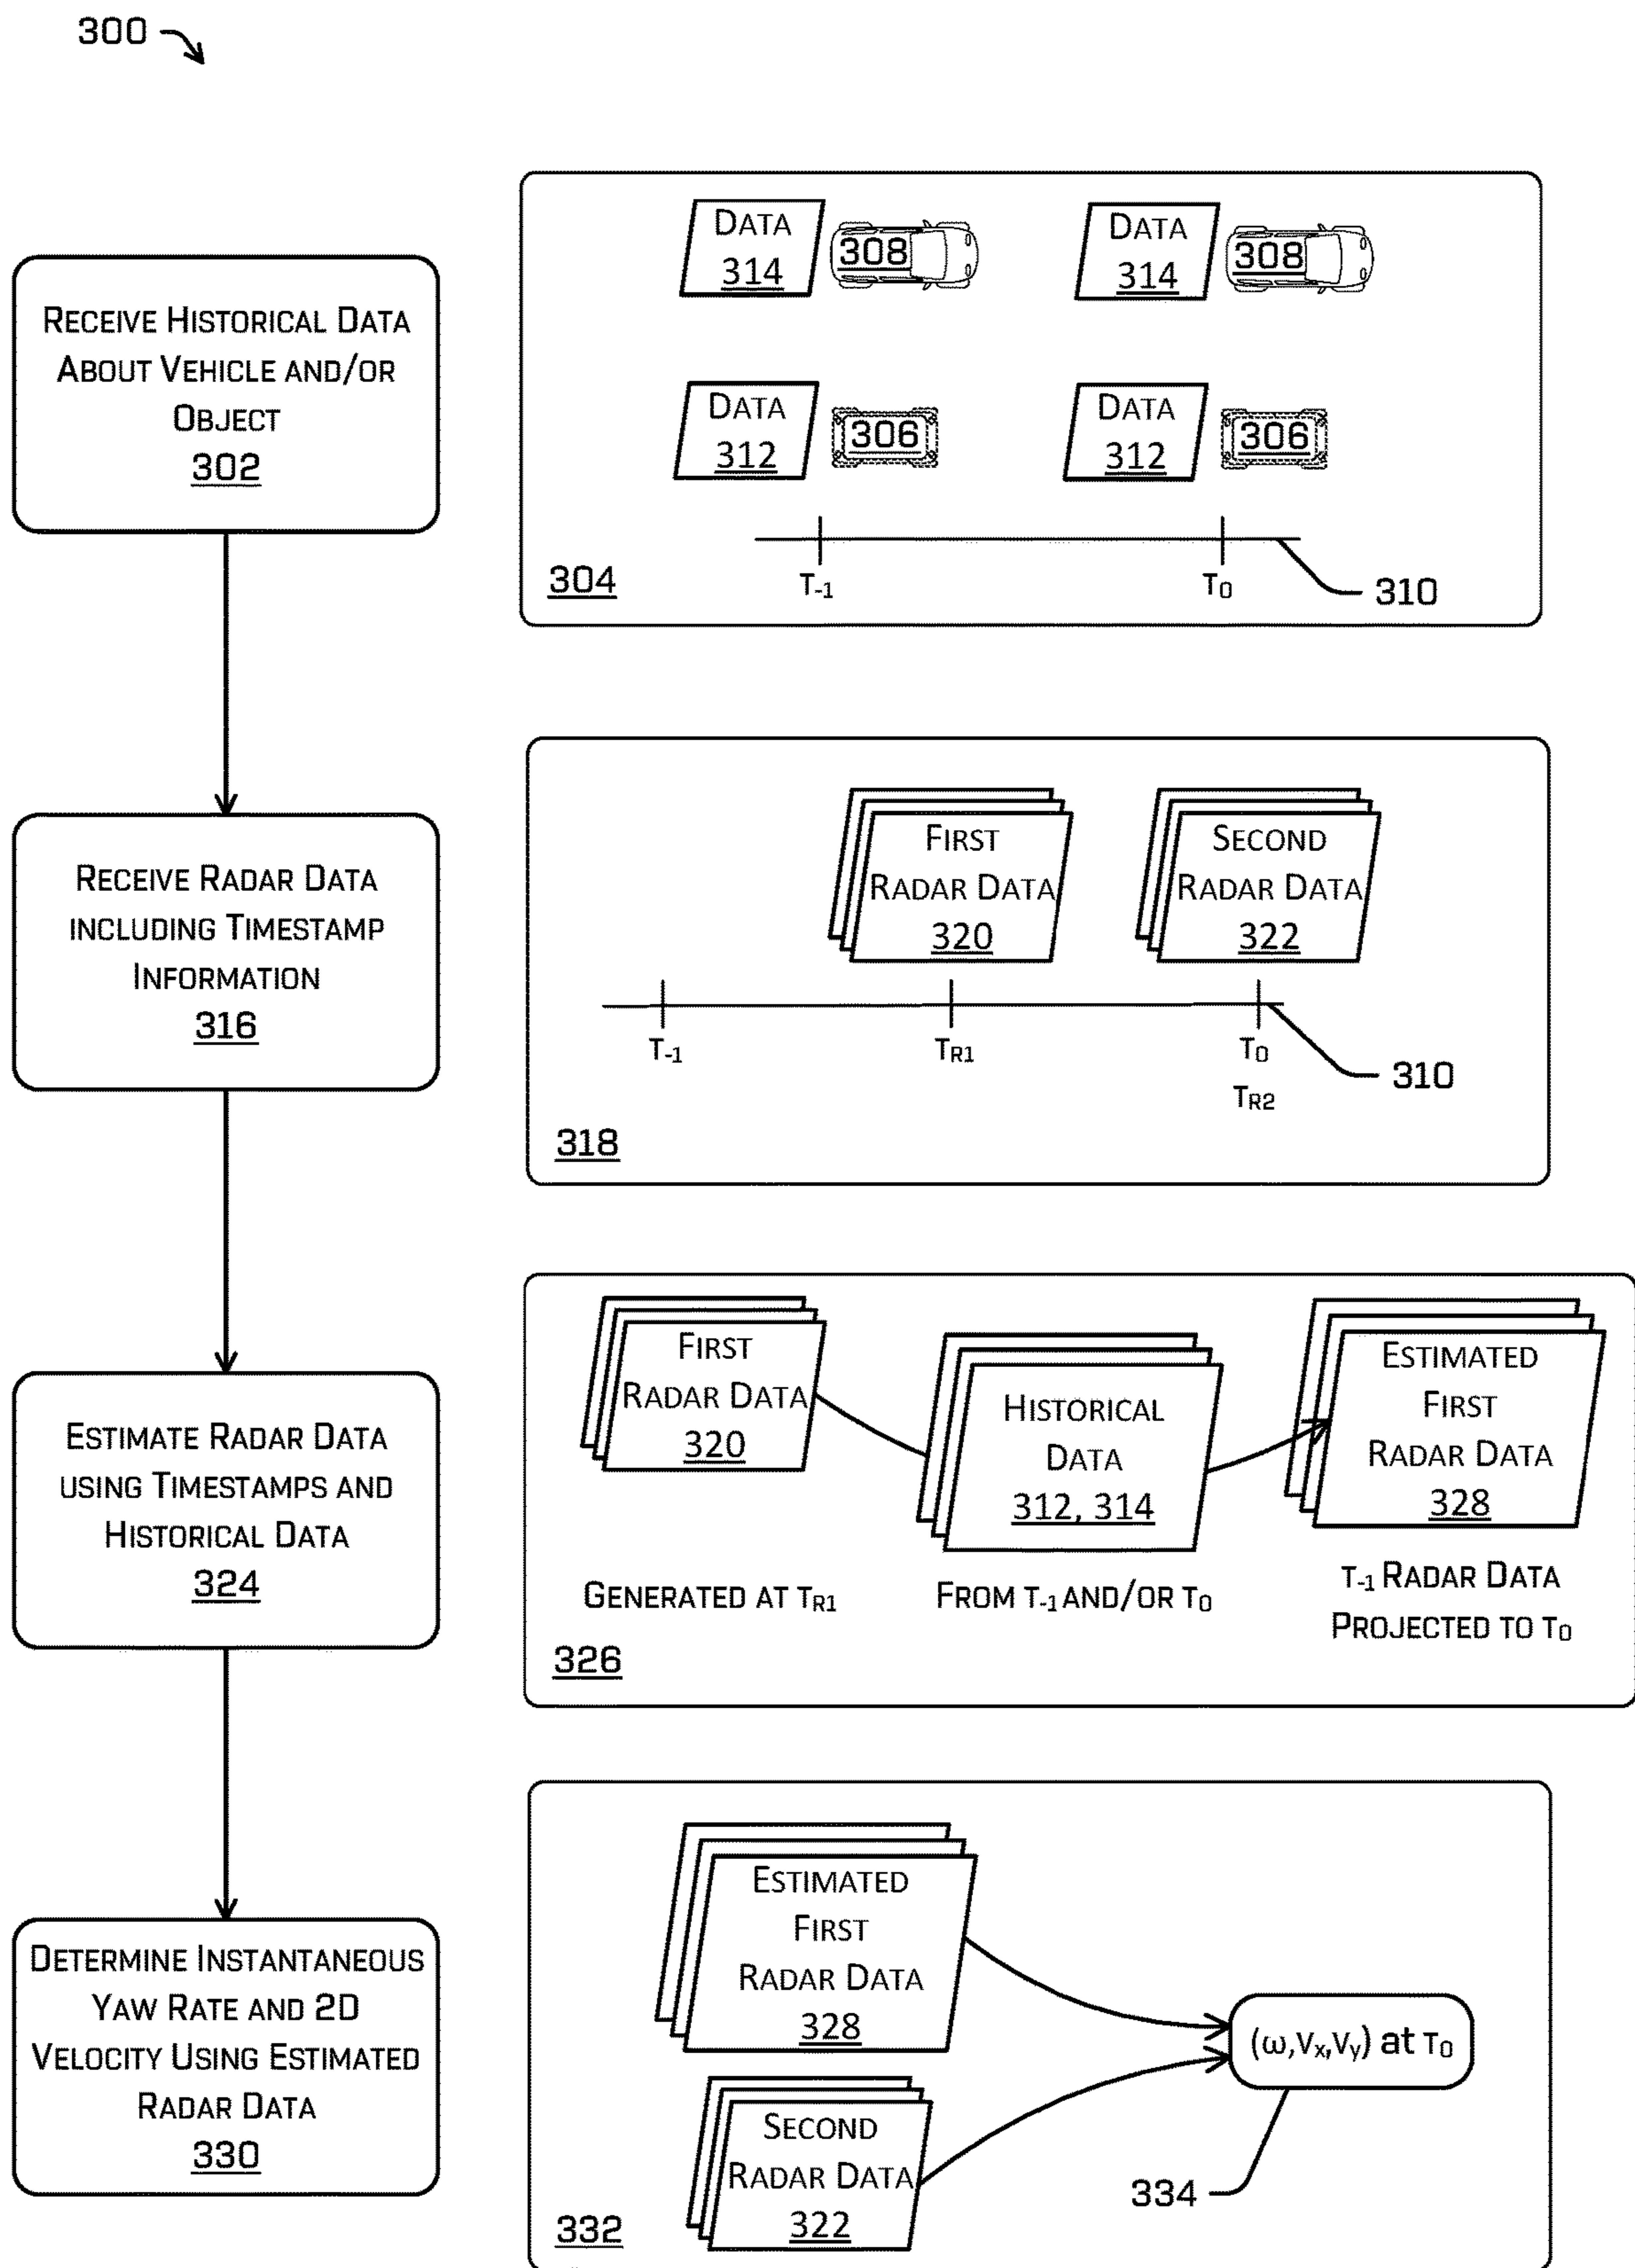 300
RECEIVE HISTORICAL DATA
ABOUT VEHICLE AND/OR
OBJECT
302
DATA
314
308
DATA
314
308
DATA
312
306
DATA
312
306
T-1
T0
310
304
RECEIVE RADAR DATA
INCLUDING TIMESTAMP
INFORMATION
316
FIRST
RADAR DATA
320
SECOND
RADAR DATA
322
T-1
TR1
T0
TR2
310
318
ESTIMATE RADAR DATA
USING TIMESTAMPS AND
HISTORICAL DATA
324
FIRST
RADAR DATA
320
GENERATED AT TR1
HISTORICAL
DATA
312, 314
FROM T-1 AND/OR T0
ESTIMATED
FIRST
RADAR DATA
328
T-1 RADAR DATA
PROJECTED TO T0
326
DETERMINE INSTANTANEOUS
YAW RATE AND 2D
VELOCITY USING ESTIMATED
RADAR DATA
330
ESTIMATED
FIRST
RADAR DATA
328
SECOND
RADAR DATA
322
(ω,Vx,Vy) at T0
334
332